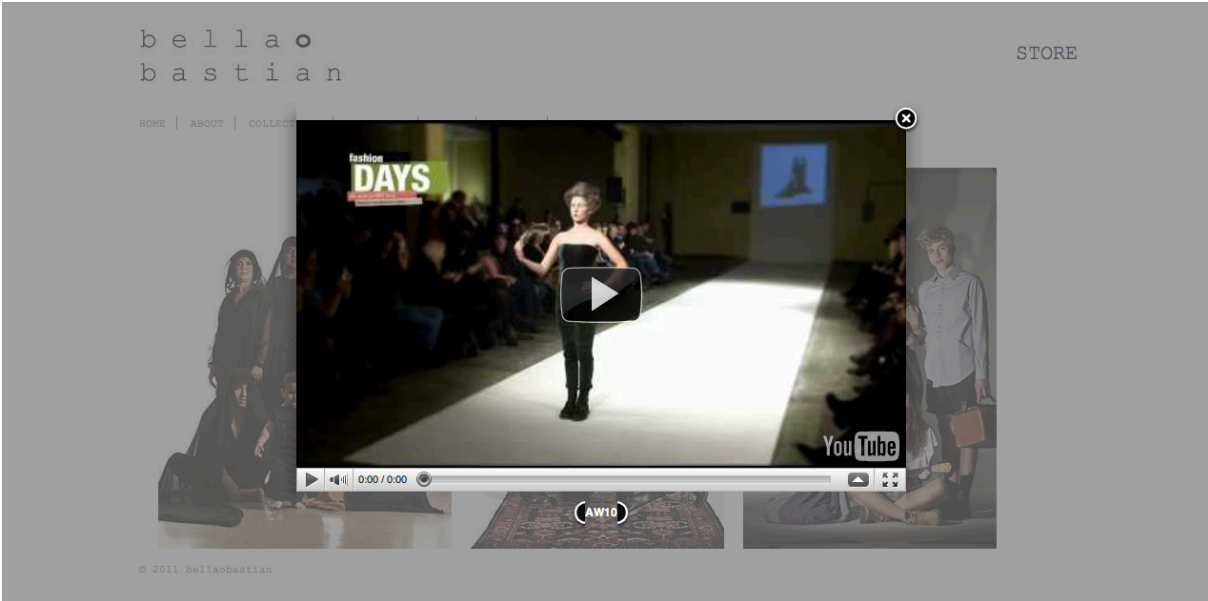 bellao
bastian
STORE
HOME | ABOUT | COLLECT
fashion
DAYS
YouTube
0:00 / 0:00
AW10
© 2011 bellaobastian